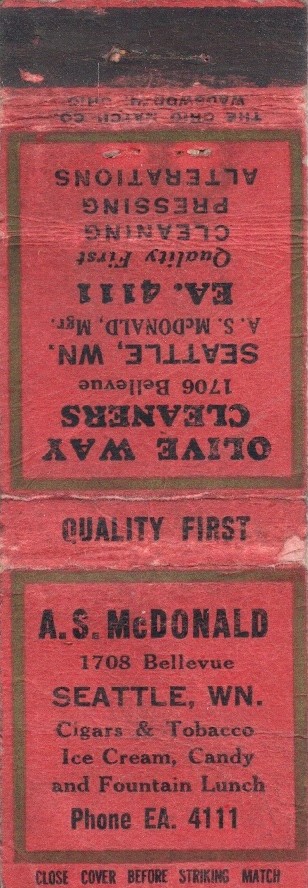 OLIVE WAY
CLEANERS
1706 Bellevue
SEATTLE, WN.
A. S. McDONALD, Mgr.
EA. 4111
Quality First
CLEANING
PRESSING
ALTERATIONS
THE OHIO MATCH CO.
WADSWORTH, OHIO
QUALITY FIRST
A. S. McDONALD
1708 Bellevue
SEATTLE, WN.
Cigars & Tobacco
Ice Cream, Candy
and Fountain Lunch
Phone EA. 4111
CLOSE COVER BEFORE STRIKING MATCH